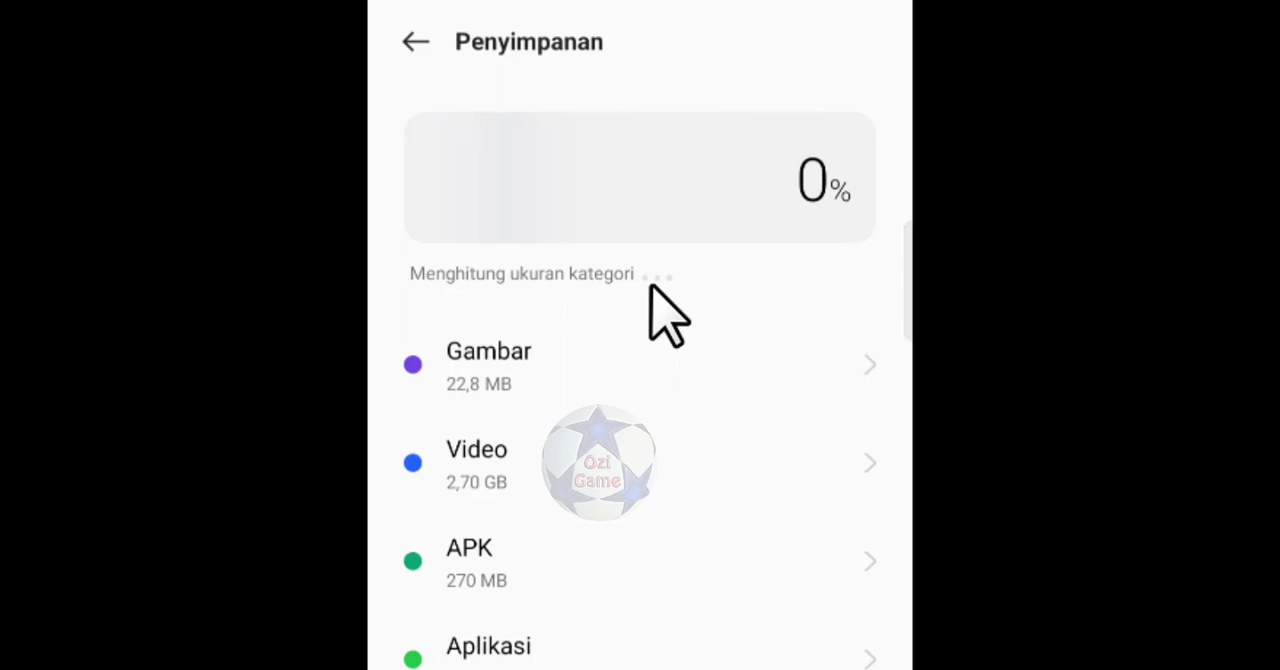 Penyimpanan
0%
Menghitung ukuran kategori
Gambar
22,8 MB
Video
2,70 GB
Ozi
Game
APK
270 MB
Aplikasi